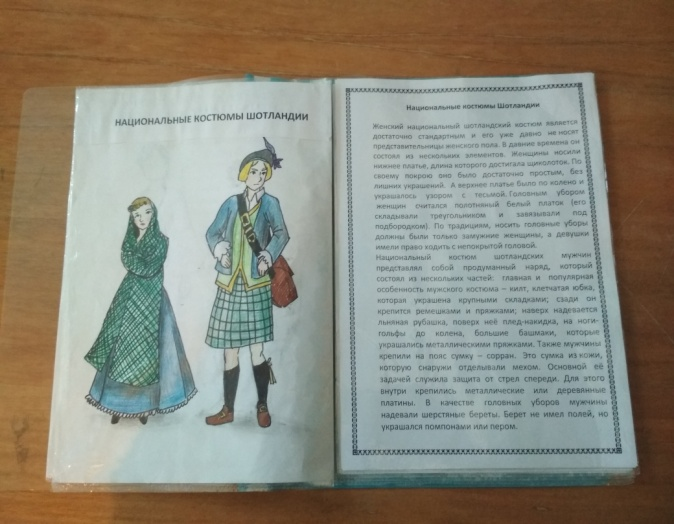 НАЦИОНАЛЬНЫЕ КОСТЮМЫ ШОТЛАНДИИ
Национальные костюмы Шотландии
Женский национальный шотландский костюм является
достаточно стандартным и его уже давно не носят
представительницы женского пола. В давние времена он
состоял из нескольких элементов. Женщины носили
нижнее платье, длина которого достигала щиколоток. По
своему покрою оно было достаточно простым, без
лишних украшений. А верхнее платье было по колено и
украшалось узором с тесьмой. Головным убором
женщин считался полотняный белый платок (его
складывали треугольником и завязывали под
подбородком). По традициям, носить головные уборы
должны были только замужние женщины, а девушки
имели право ходить с непокрытой головой.
Национальный костюм шотландских мужчин
представлял собой продуманный наряд, который
состоял из нескольких частей: главная и популярная
особенность мужского костюма – килт, клетчатая юбка,
которая украшена крупными складками; сзади он
крепится ремешками и пряжками; наверх надевается
льняная рубашка, поверх неё плед-накидка, на ноги-
гольфы до колена, большие башмаки, которые
украшались металлическими пряжками. Также мужчины
крепили на пояс сумку – сорран. Это сумка из кожи,
которую снаружи отделывали мехом. Основной её
задачей служила защита от стрел спереди. Для этого
внутри крепились металлические или деревянные
платины. В качестве головных уборов мужчины
надевали шерстяные береты. Берет не имел полей, но
украшался помпонами или пером.